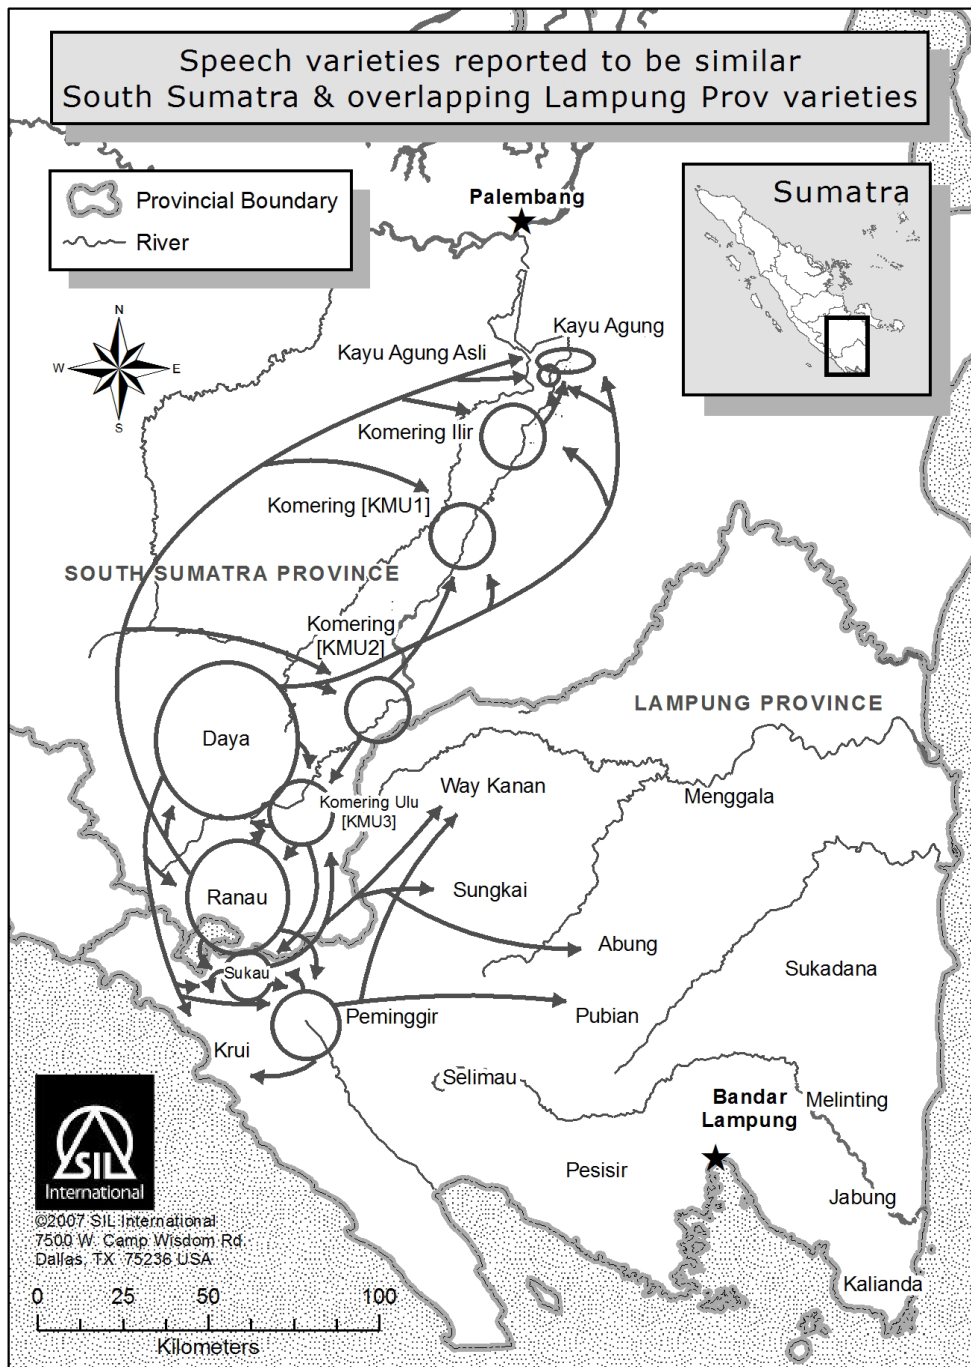 Speech varieties reported to be similar
South Sumatra & overlapping Lampung Prov varieties
Provincial Boundary
River
Palembang
Sumatra
N
W
E
S
Kayu Agung
Kayu Agung Asli
Komering Ilir
Komering [KMU1]
SOUTH SUMATRA PROVINCE
Komering
[KMU2]
LAMPUNG PROVINCE
Daya
Way Kanan
Menggala
Komering Ulu
[KMU3]
Ranau
Sungkai
Abung
Sukadana
Sukau
Peminggir
Pubian
Krui
Selimau
Bandar
Lampung
Melinting
Pesisir
Jabung
Kalianda
SIL
International
©2007 SIL International
7500 W. Camp Wisdom Rd
Dallas, TX 75236 USA
0 25 50 100
Kilometers